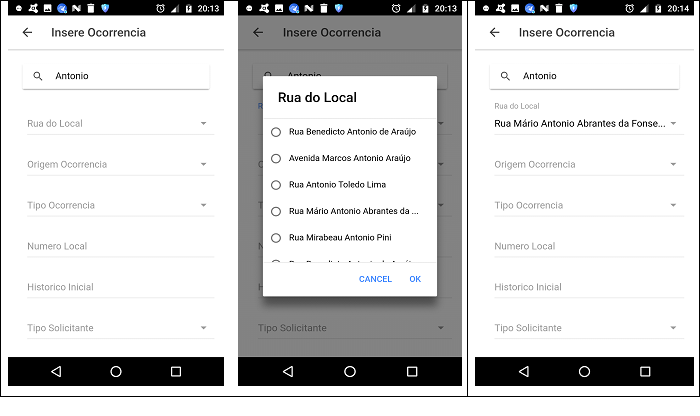 20:13
Insere Ocorrencia
Antonio
Rua do Local
Origem Ocorrencia
Tipo Ocorrencia
Numero Local
Historico Inicial
Tipo Solicitante
20:13
Insere Ocorrencia
Antonio
Rua do Local
Rua Benedicto Antonio de Araújo
Avenida Marcos Antonio Araújo
Rua Antonio Toledo Lima
Rua Mário Antonio Abrantes da ...
Rua Mirabeau Antonio Pini
CANCEL OK
Tipo Solicitante
20:14
Insere Ocorrencia
Antonio
Rua do Local
Rua Mário Antonio Abrantes da Fonse...
Origem Ocorrencia
Tipo Ocorrencia
Numero Local
Historico Inicial
Tipo Solicitante